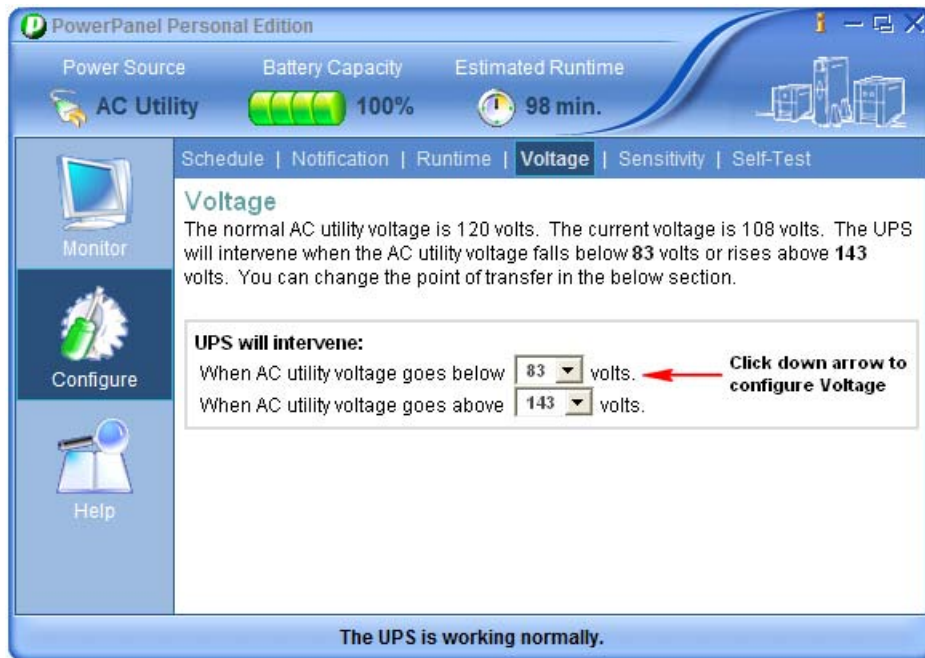 PowerPanel Personal Edition
Power Source Battery Capacity Estimated Runtime
AC Utility 100% 98 min.
Schedule | Notification | Runtime | Voltage | Sensitivity | Self-Test
Monitor
Configure
Help
Voltage
The normal AC utility voltage is 120 volts. The current voltage is 108 volts. The UPS
will intervene when the AC utility voltage falls below 83 volts or rises above 143
volts. You can change the point of transfer in the below section.
UPS will intervene:
When AC utility voltage goes below 83 volts.
When AC utility voltage goes above 143 volts.
Click down arrow to
configure Voltage
The UPS is working normally.